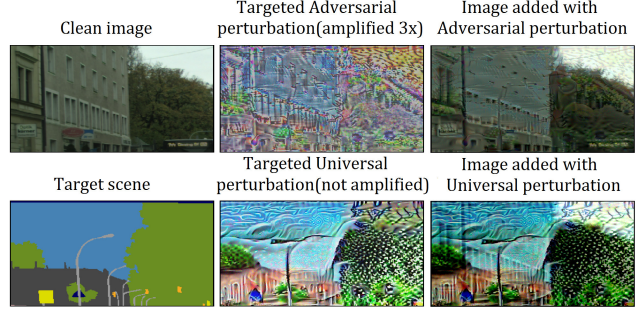 Clean image
Targeted Adversarial
perturbation(amplified 3x)
Image added with
Adversarial perturbation
Target scene
Targeted Universal
perturbation(not amplified)
Image added with
Universal perturbation